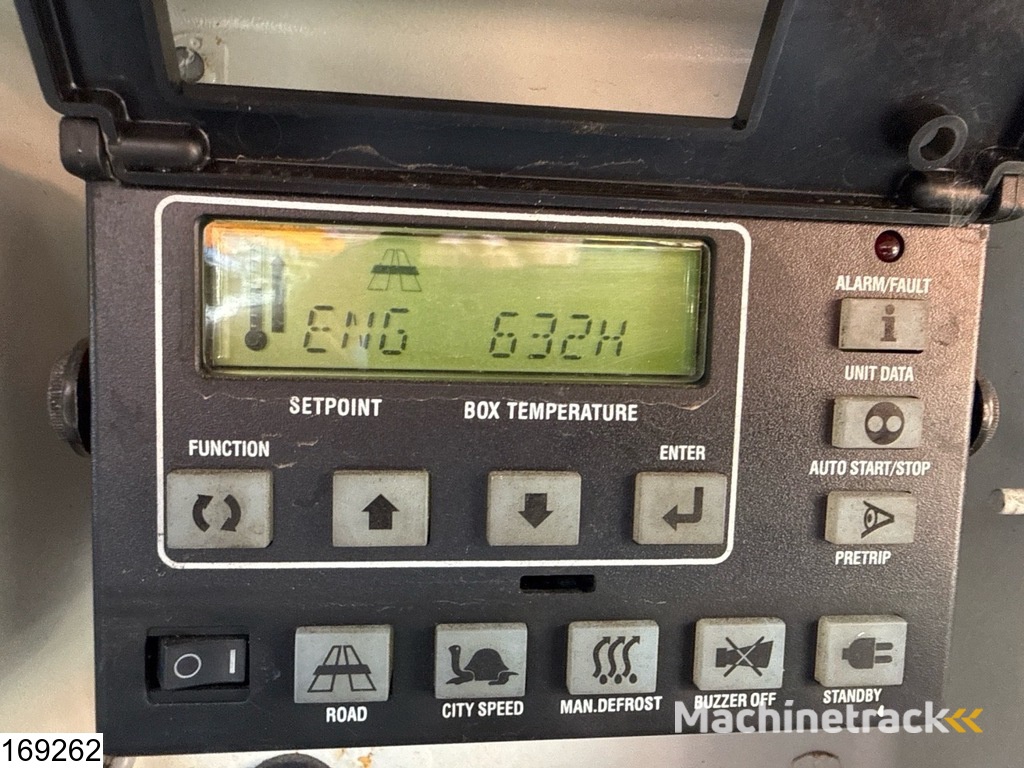 ENG 632H
SETPOINT BOX TEMPERATURE
ALARM/FAULT
i
UNIT DATA
FUNCTION ENTER
AUTO START/STOP
PRETRIP
ROAD CITY SPEED MAN.DEFROST BUZZER OFF STANDBY
Machinetrack
169262